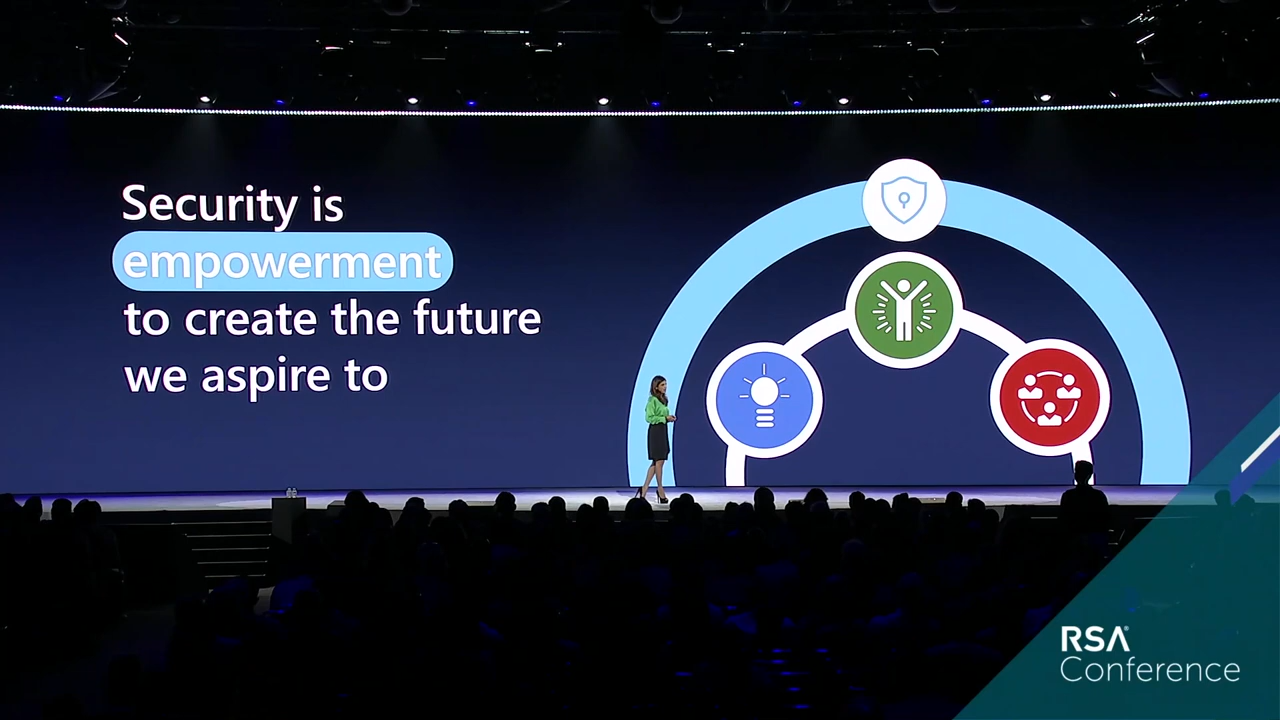 Security is
empowerment
to create the future
we aspire to
RSA®
Conference